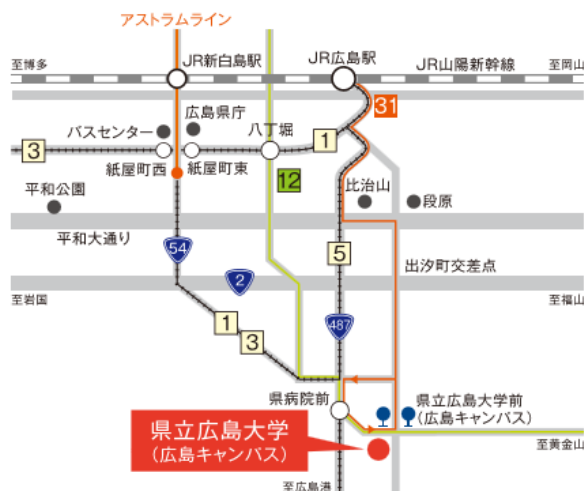 アストラムライン
JR新白島駅
JR広島駅
JR山陽新幹線
至博多
至岡山
31
広島県庁
バスセンター
八丁堀
1
3
紙屋町西
紙屋町東
12
比治山
段原
平和公園
平和大通り
54
5
出汐町交差点
2
至岩国
至福山
1
3
487
県病院前
県立広島大学前
(広島キャンパス)
県立広島大学
(広島キャンパス)
至黄金山
至広島港